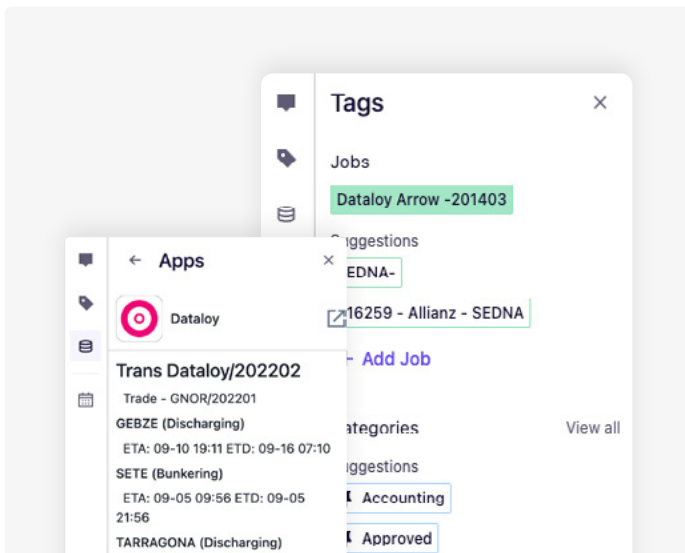 Tags
Jobs
Dataloy Arrow -201403
uggestions
EDNA-
16259 - Allianz - SEDNA
Add Job
ategories
View all
uggestions
Accounting
Approved
Apps
Dataloy
Trans Dataloy/202202
Trade - GNOR/202201
GEBZE (Discharging)
ETA: 09-10 19:11 ETD: 09-16 07:10
SETE (Bunkering)
ETA: 09-05 09:56 ETD: 09-05
21:56
TARRAGONA (Discharging)